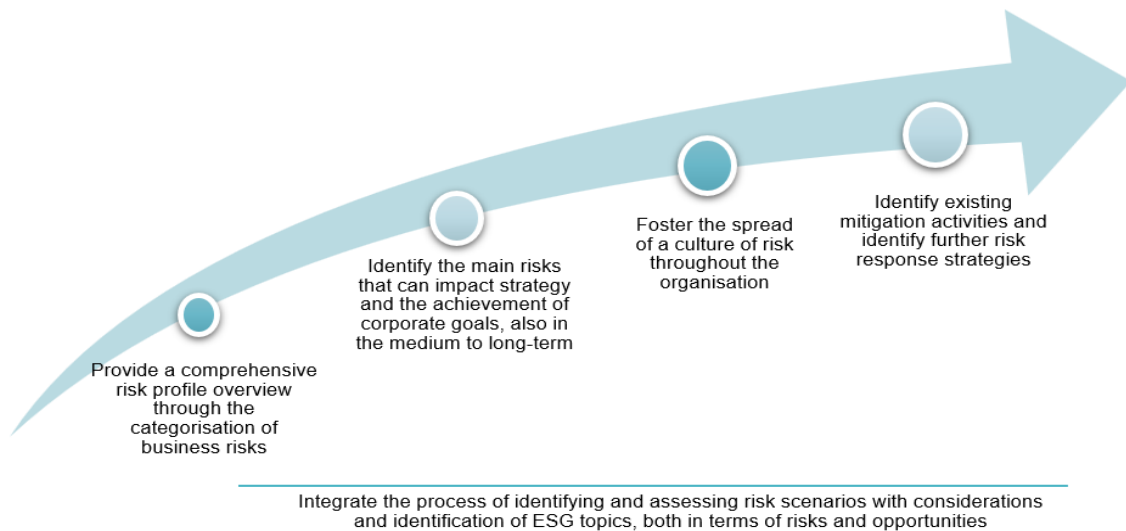 Provide a comprehensive
risk profile overview
through the
categorisation of
business risks
Identify the main risks
that can impact strategy
and the achievement of
corporate goals, also in
the medium to long-term
Foster the spread
of a culture of risk
throughout the
organisation
Identify existing
mitigation activities and
identify further risk
response strategies
Integrate the process of identifying and assessing risk scenarios with considerations
and identification of ESG topics, both in terms of risks and opportunities